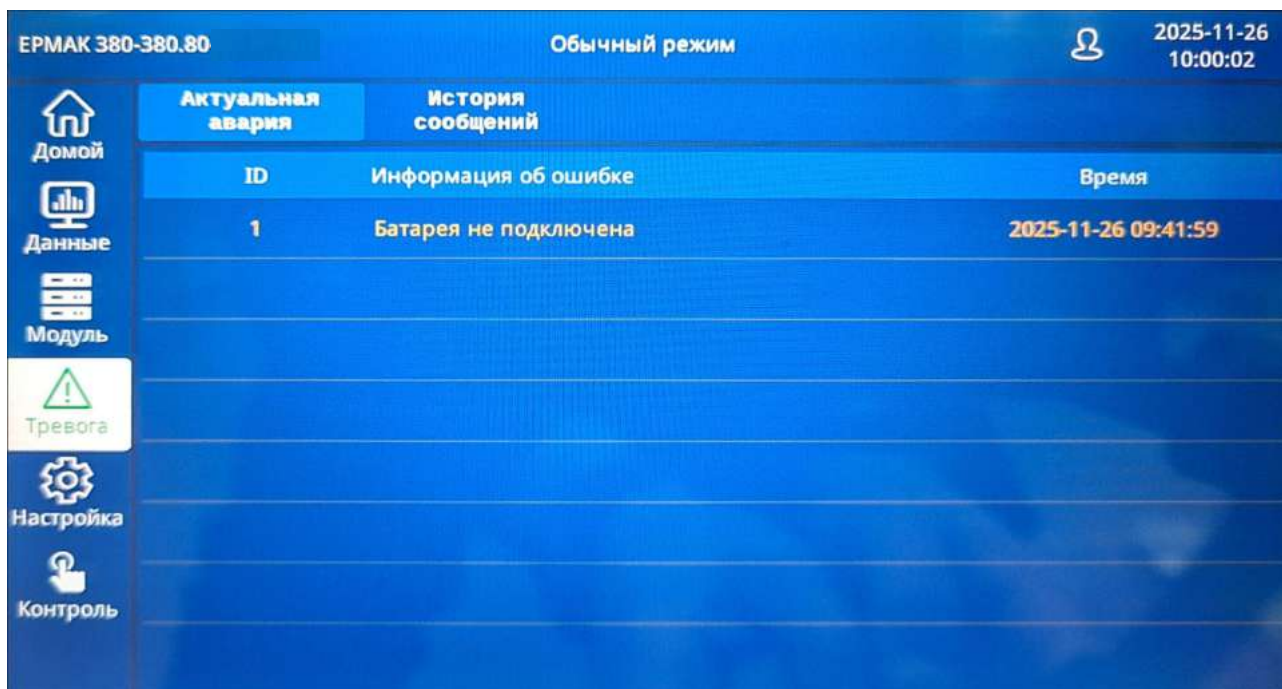 ЕРМАК 380-380.80
Обычный режим
2025-11-26
10:00:02
Домой
Данные
Модуль
Тревога
Настройка
Контроль
Актуальная
авария
История
сообщений
ID Информация об ошибке Время
1 Батарея не подключена 2025-11-26 09:41:59